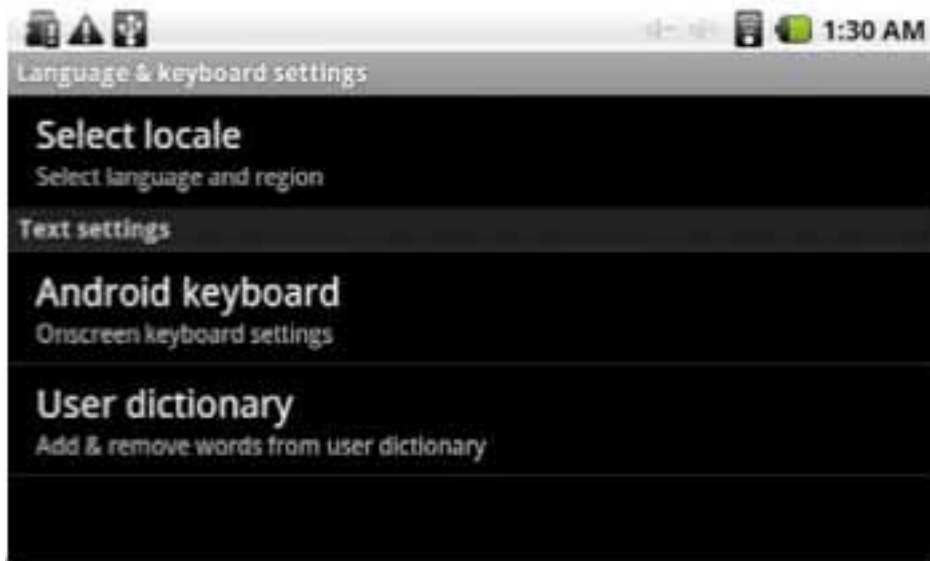 1:30 AM
Language & keyboard settings
Select locale
Select language and region
Text settings
Android keyboard
Onscreen keyboard settings
User dictionary
Add & remove words from user dictionary